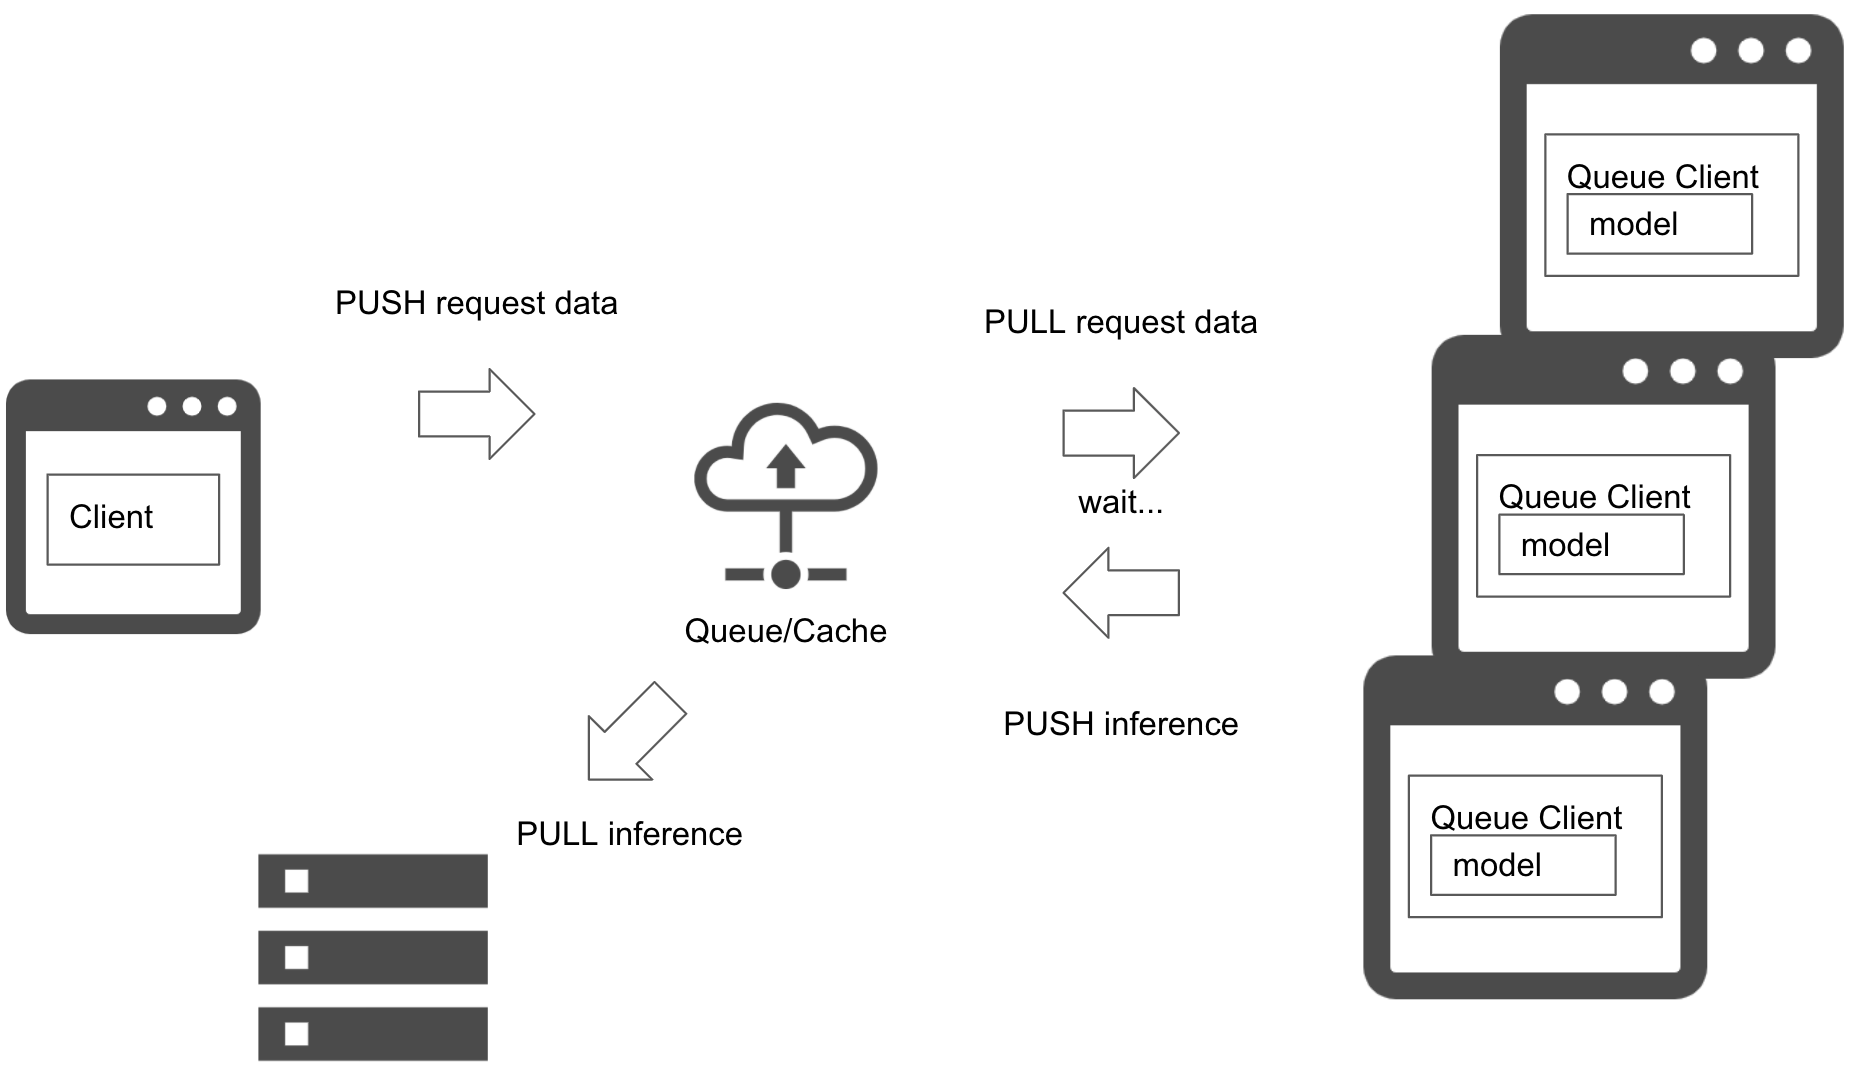 PUSH request data
Client
Queue/Cache
PULL inference
PULL request data
wait...
PUSH inference
Queue Client
model
Queue Client
model
Queue Client
model